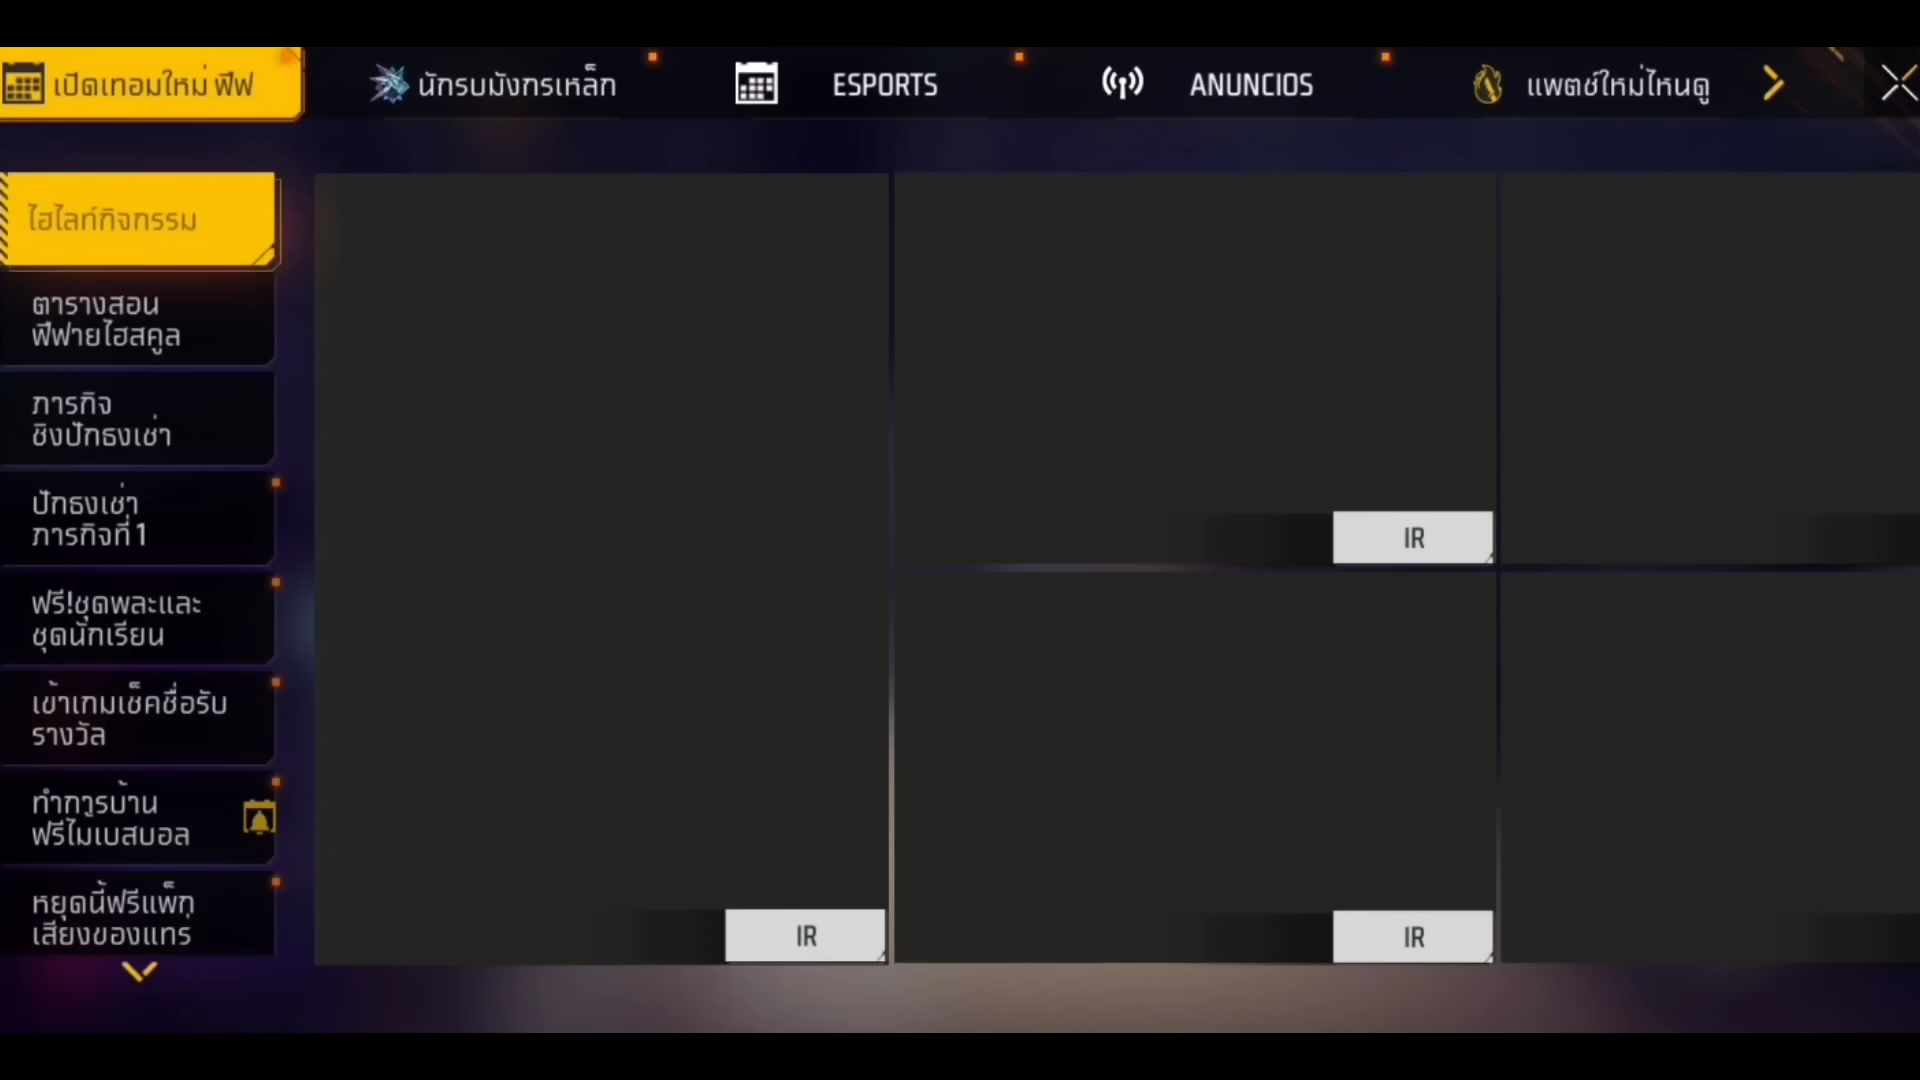 เปิดเทอมใหม่ ฟีฟ
นักรบมังกรเหล็ก
ESPORTS
ANUNCIOS
แพตช์ใหม่ไหนดู
ไฮไลท์กิจกรรม
ตารางสอน
ฟีฟายไฮสคูล
ภารกิจ
ชิงปักธงเช่า
ปักธงเช่า
ภารกิจที่ 1
ฟรี!ชุดพละและ
ชุดนักเรียน
เข้าเกมเช็คชื่อรับ
รางวัล
ทำการบ้าน
ฟรีไม้เบสบอล
หยุดนี้ฟรีแพ็ก
เสียงของแทร่
IR
IR
IR